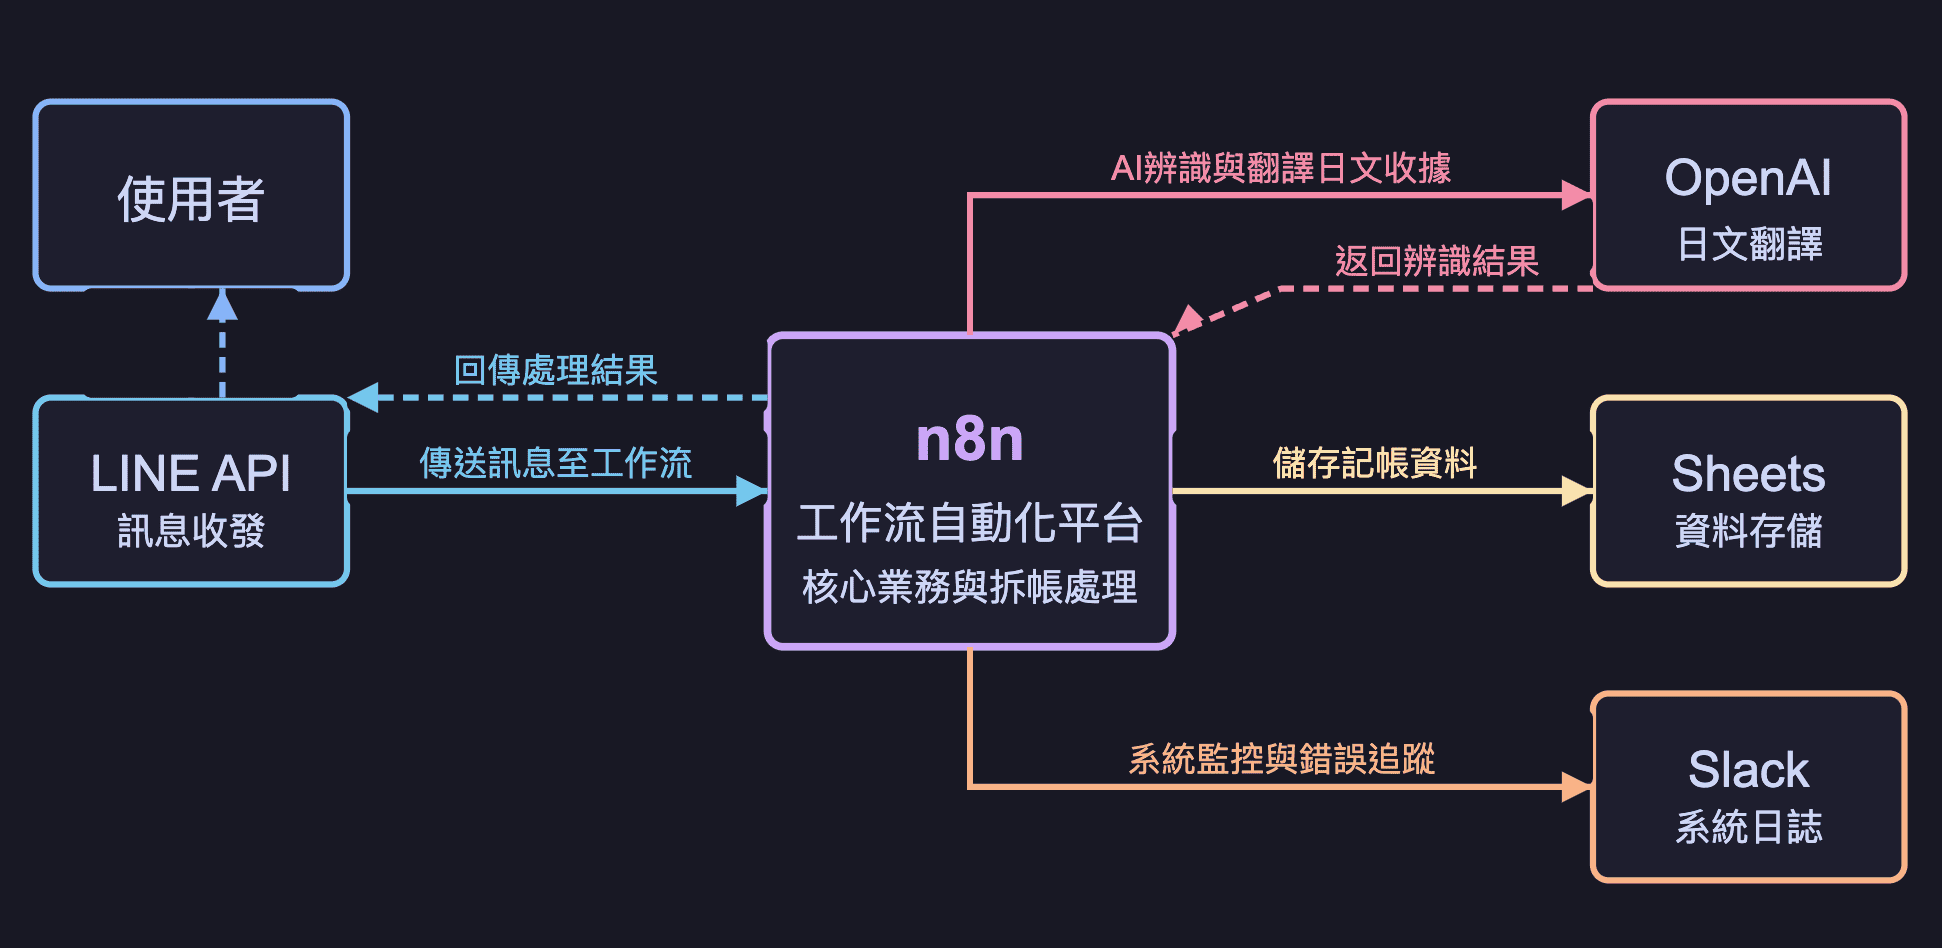 使用者
AI辨識與翻譯日文收據
OpenAI
日文翻譯
返回辨識結果
回傳處理結果
LINE API
訊息收發
傳送訊息至工作流
n8n
工作流自動化平台
核心業務與拆帳處理
儲存記帳資料
Sheets
資料存儲
系統監控與錯誤追蹤
Slack
系統日誌